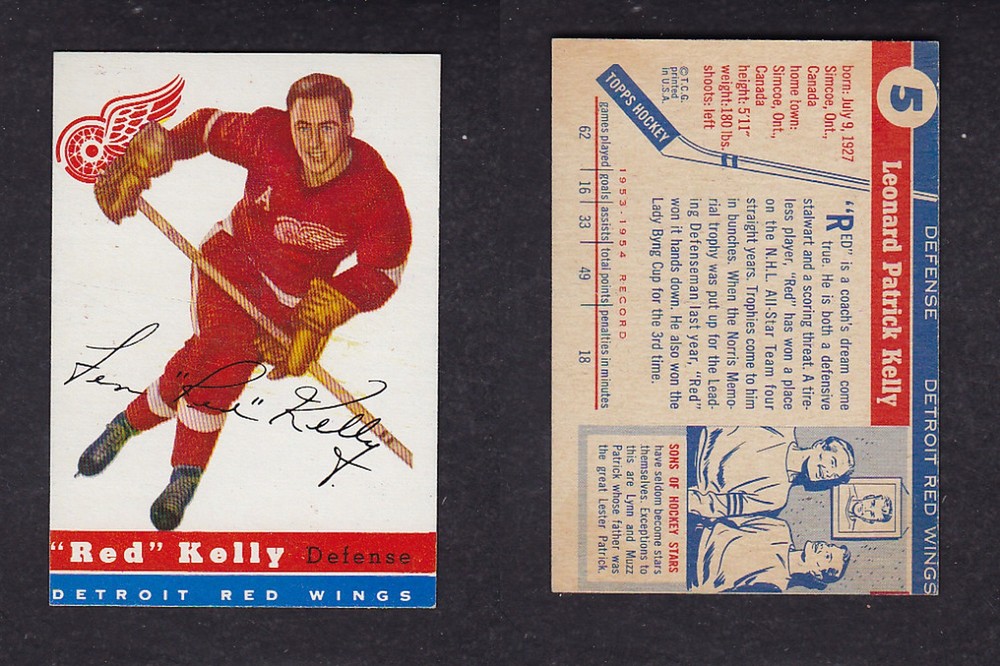 A
Len "Red" Kelly
"Red" Kelly Defense
DETROIT RED WINGS
5
DEFENSE DETROIT RED WINGS
Leonard Patrick Kelly
born: July 9, 1927
Simcoe, Ont.,
Canada
home town:
Simcoe, Ont.,
Canada
height: 5'11"
weight: 180 lbs.
shoots: left
©T.C.G.
printed
in U.S.A.
TOPPS HOCKEY
"RED" is a coach's dream come
true. He is both a defensive
stalwart and a scoring threat. A tire-
less player, "Red" has won a place
on the N.H.L. All-Star Team four
straight years. Trophies come to him
in bunches. When the Norris Memo-
rial trophy was put up for the Lead-
ing Defenseman last year, "Red"
won it hands down. He also won the
Lady Byng Cup for the 3rd time.
1953-1954 RECORD
games played goals assists total points penalties in minutes
62 16 33 49 18
SONS OF HOCKEY STARS
have seldom become stars
themselves. Exceptions to
this are Lynn and Muzz
Patrick whose father was
the great Lester Patrick.